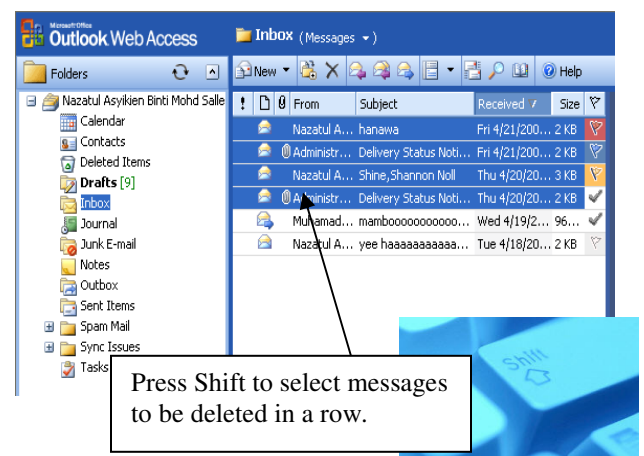 Microsoft Office
Outlook Web Access
Inbox (Messages )
Folders
New Help
Nazatul Asyikien Binti Mohd Salle
Calendar
Contacts
Deleted Items
Drafts [9]
Inbox
Journal
Junk E-mail
Notes
Outbox
Sent Items
Spam Mail
Sync Issues
Tasks
! From Subject Received Size
Nazatul A... hanawa Fri 4/21/200... 2 KB
Administr... Delivery Status Noti... Fri 4/21/200... 2 KB
Nazatul A... Shine,Shannon Noll Thu 4/20/20... 3 KB
Administr... Delivery Status Noti... Thu 4/20/20... 2 KB
Muhamad... mambooooooooooo... Wed 4/19/2... 96...
Nazatul A... yee haaaaaaaaaaa... Tue 4/18/20... 2 KB
Shift
Press Shift to select messages
to be deleted in a row.